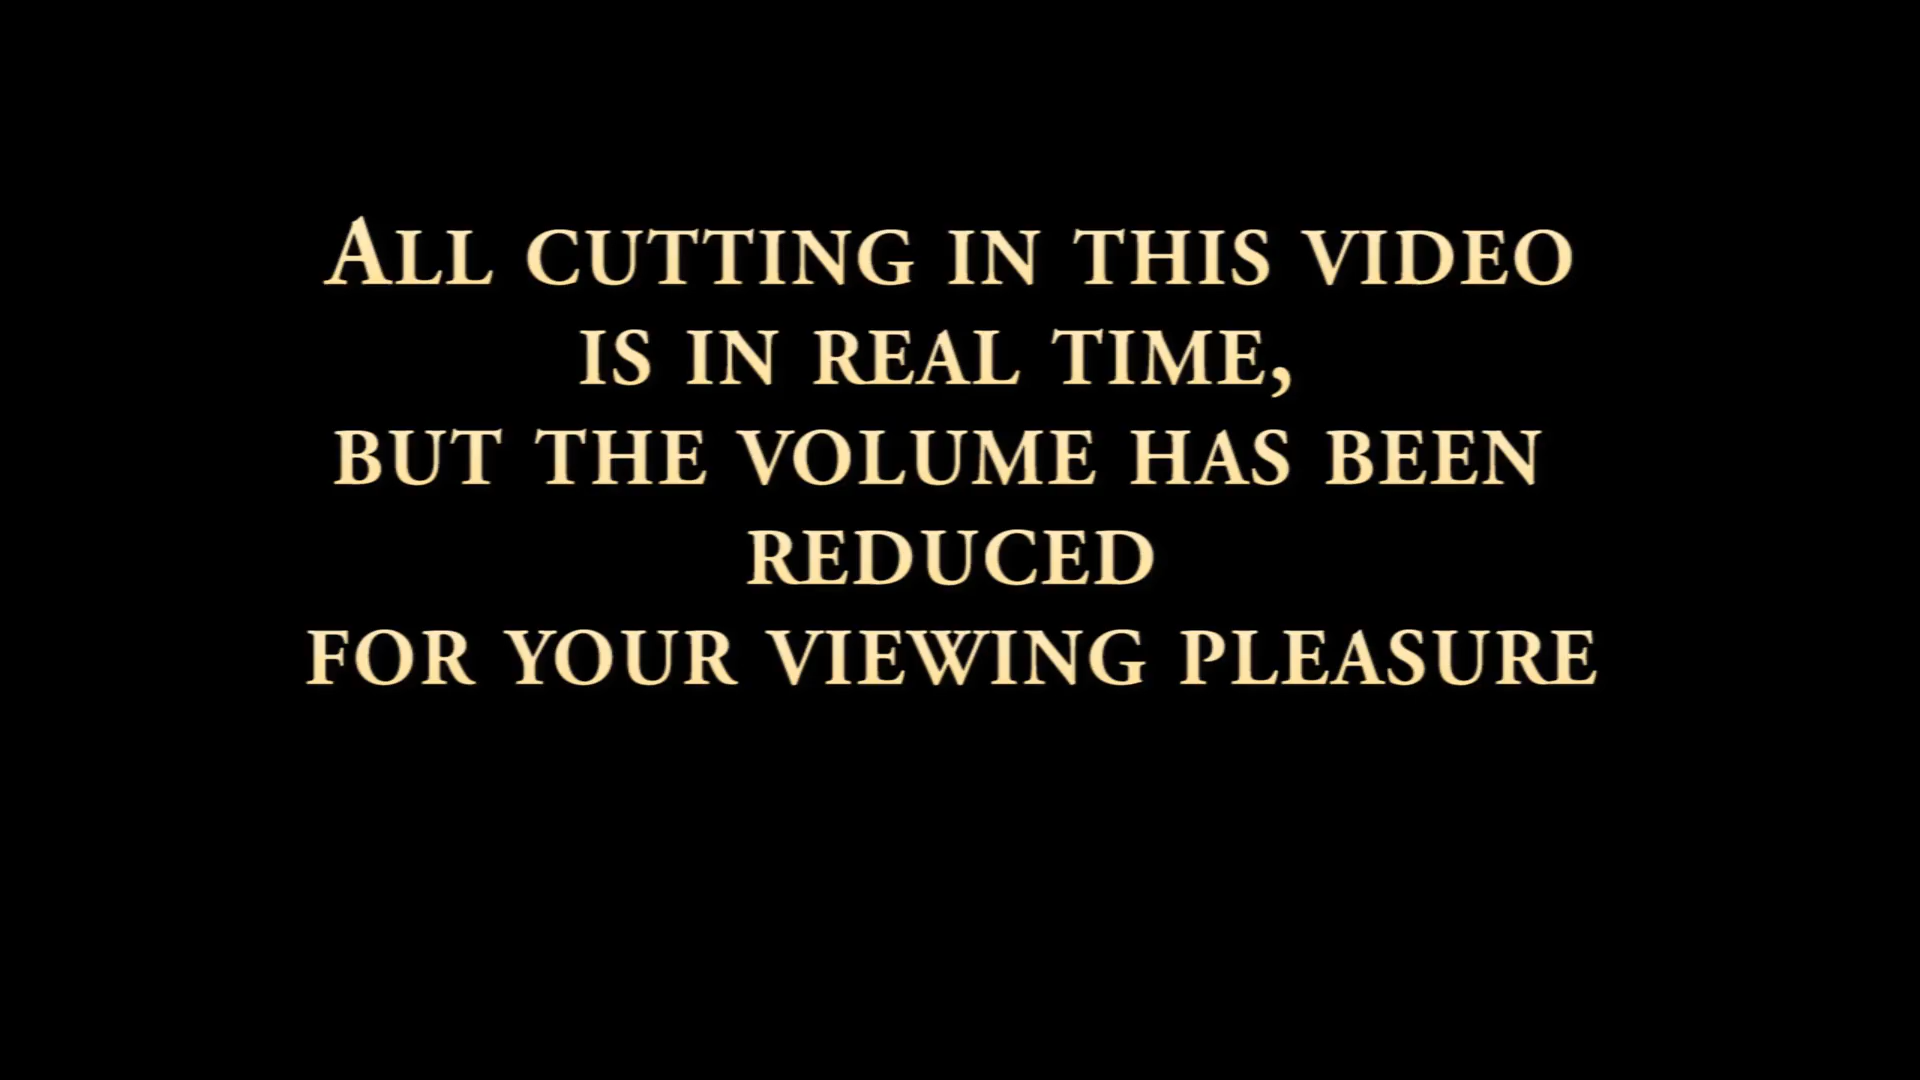 All cutting in this video
is in real time,
but the volume has been
reduced
for your viewing pleasure